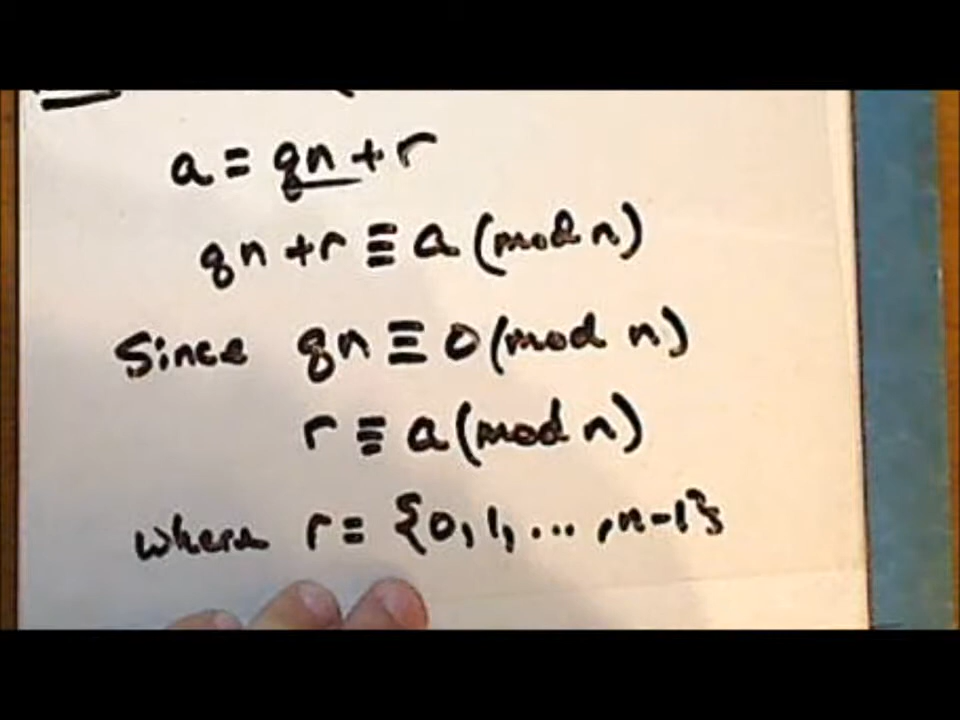 a = qn + r
qn + r ≡ a (mod n)
Since qn ≡ 0 (mod n)
r ≡ a (mod n)
where r = {0, 1, ... , n-1}